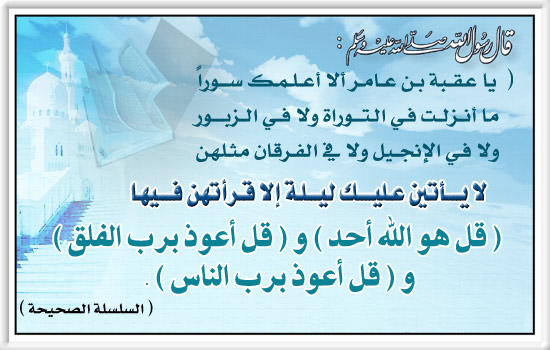 قال رسول الله صلى الله عليه وسلم :
( يا عقبة بن عامر ألا أعلمك سوراً
ما أنزلت في التوراة ولا في الزبور
ولا في الإنجيل ولا في الفرقان مثلهن
لا يأتين عليك ليلة إلا قرأتهن فيها
( قل هو الله أحد ) و ( قل أعوذ برب الفلق )
و ( قل أعوذ برب الناس ) .
( السلسلة الصحيحة )